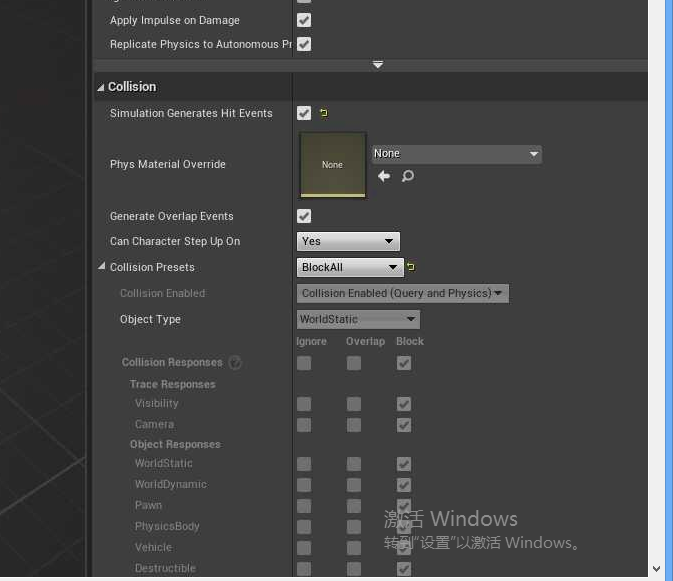 Apply Impulse on Damage
Replicate Physics to Autonomous Pr
Collision
Simulation Generates Hit Events
Phys Material Override
None
None
Generate Overlap Events
Can Character Step Up On
Yes
Collision Presets
BlockAll
Collision Enabled
Collision Enabled (Query and Physics)
Object Type
WorldStatic
Ignore Overlap Block
Collision Responses ?
Trace Responses
Visibility
Camera
Object Responses
WorldStatic
WorldDynamic
Pawn
PhysicsBody
Vehicle
Destructible
激活 Windows
转到“设置”以激活 Windows。